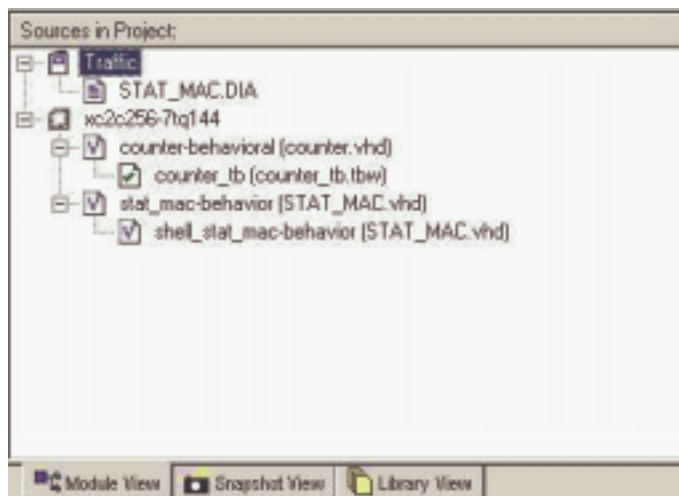 Sources in Project:
Traffic
STAT_MAC.DIA
xc2c256-7tq144
counter-behavioral (counter.vhd)
counter_tb (counter_tb.tbw)
stat_mac-behavior (STAT_MAC.vhd)
shell_stat_mac-behavior (STAT_MAC.vhd)
Module View Snapshot View Library View